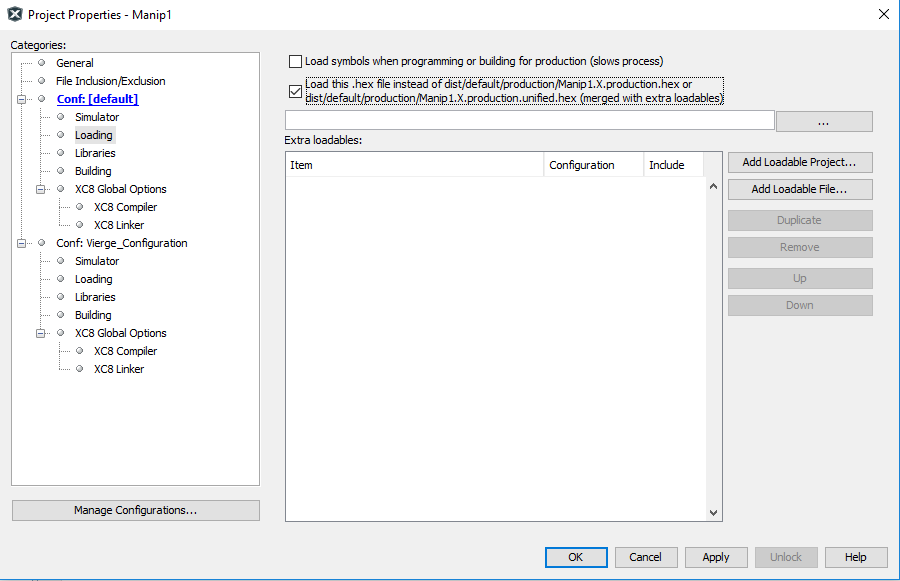 Project Properties - Manip1
Categories:
General
File Inclusion/Exclusion
Conf: [default]
Simulator
Loading
Libraries
Building
XC8 Global Options
XC8 Compiler
XC8 Linker
Conf: Vierge_Configuration
Simulator
Loading
Libraries
Building
XC8 Global Options
XC8 Compiler
XC8 Linker
Manage Configurations...
Load symbols when programming or building for production (slows process)
Load this .hex file instead of dist/default/production/Manip1.X.production.hex or
dist/default/production/Manip1.X.production.unified.hex (merged with extra loadables)
...
Extra loadables:
Item Configuration Include
Add Loadable Project...
Add Loadable File...
Duplicate
Remove
Up
Down
OK Cancel Apply Unlock Help